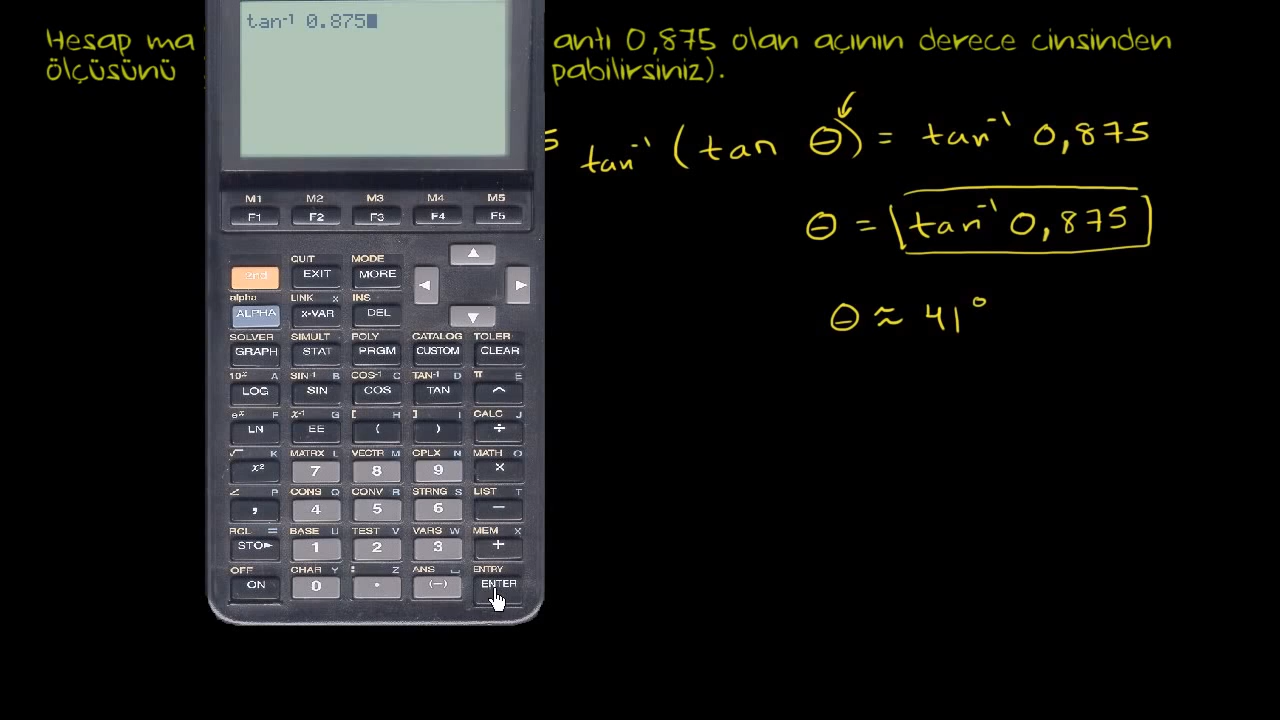 tan⁻¹ 0.875
Hesap ma antı 0,875 olan açının derece cinsinden
ölçüsünü pabilirsiniz).
5 tan⁻¹ (tan θ) = tan⁻¹ 0,875
θ = tan⁻¹ 0,875
θ ≈ 41°
M1 M2 M3 M4 M5
F1 F2 F3 F4 F5
QUIT MODE
2nd EXIT MORE
alpha LINK x INS
ALPHA x-VAR DEL
SOLVER SIMULT POLY CATALOG TOLER
GRAPH STAT PRGM CUSTOM CLEAR
10ˣ A SIN⁻¹ B COS⁻¹ C TAN⁻¹ D π E
LOG SIN COS TAN ^
eˣ F x⁻¹ G [ H ] I CALC J
LN EE ( ) ÷
√ K MATRX L VECTR M CPLX N MATH O
x² 7 8 9 ×
∠ P CONS Q CONV R STRNG S LIST T
, 4 5 6 −
RCL = BASE U TEST V VARS W MEM X
STO► 1 2 3 +
OFF CHAR Y : Z ANS ␣ ENTRY
ON 0 . (−) ENTER